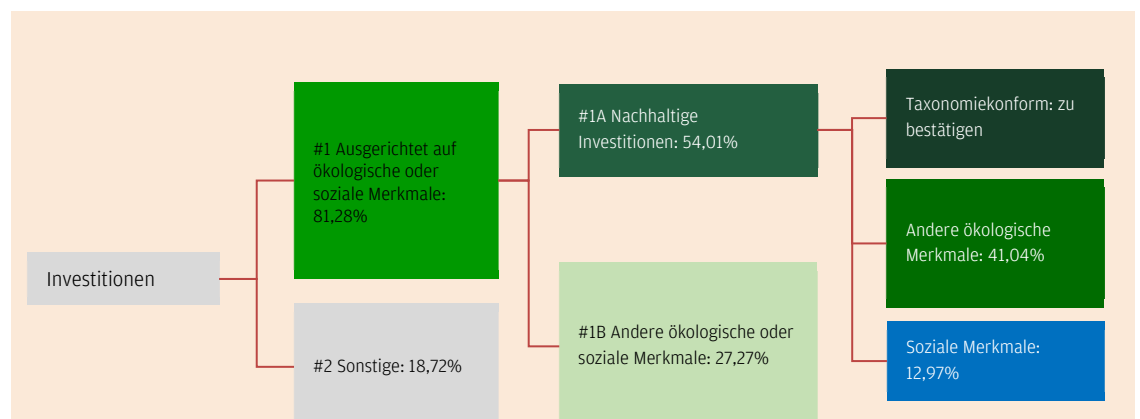 Investitionen
#1 Ausgerichtet auf
ökologische oder
soziale Merkmale:
81,28%
#2 Sonstige: 18,72%
#1A Nachhaltige
Investitionen: 54,01%
#1B Andere ökologische oder
soziale Merkmale: 27,27%
Taxonomiekonform: zu
bestätigen
Andere ökologische
Merkmale: 41,04%
Soziale Merkmale:
12,97%